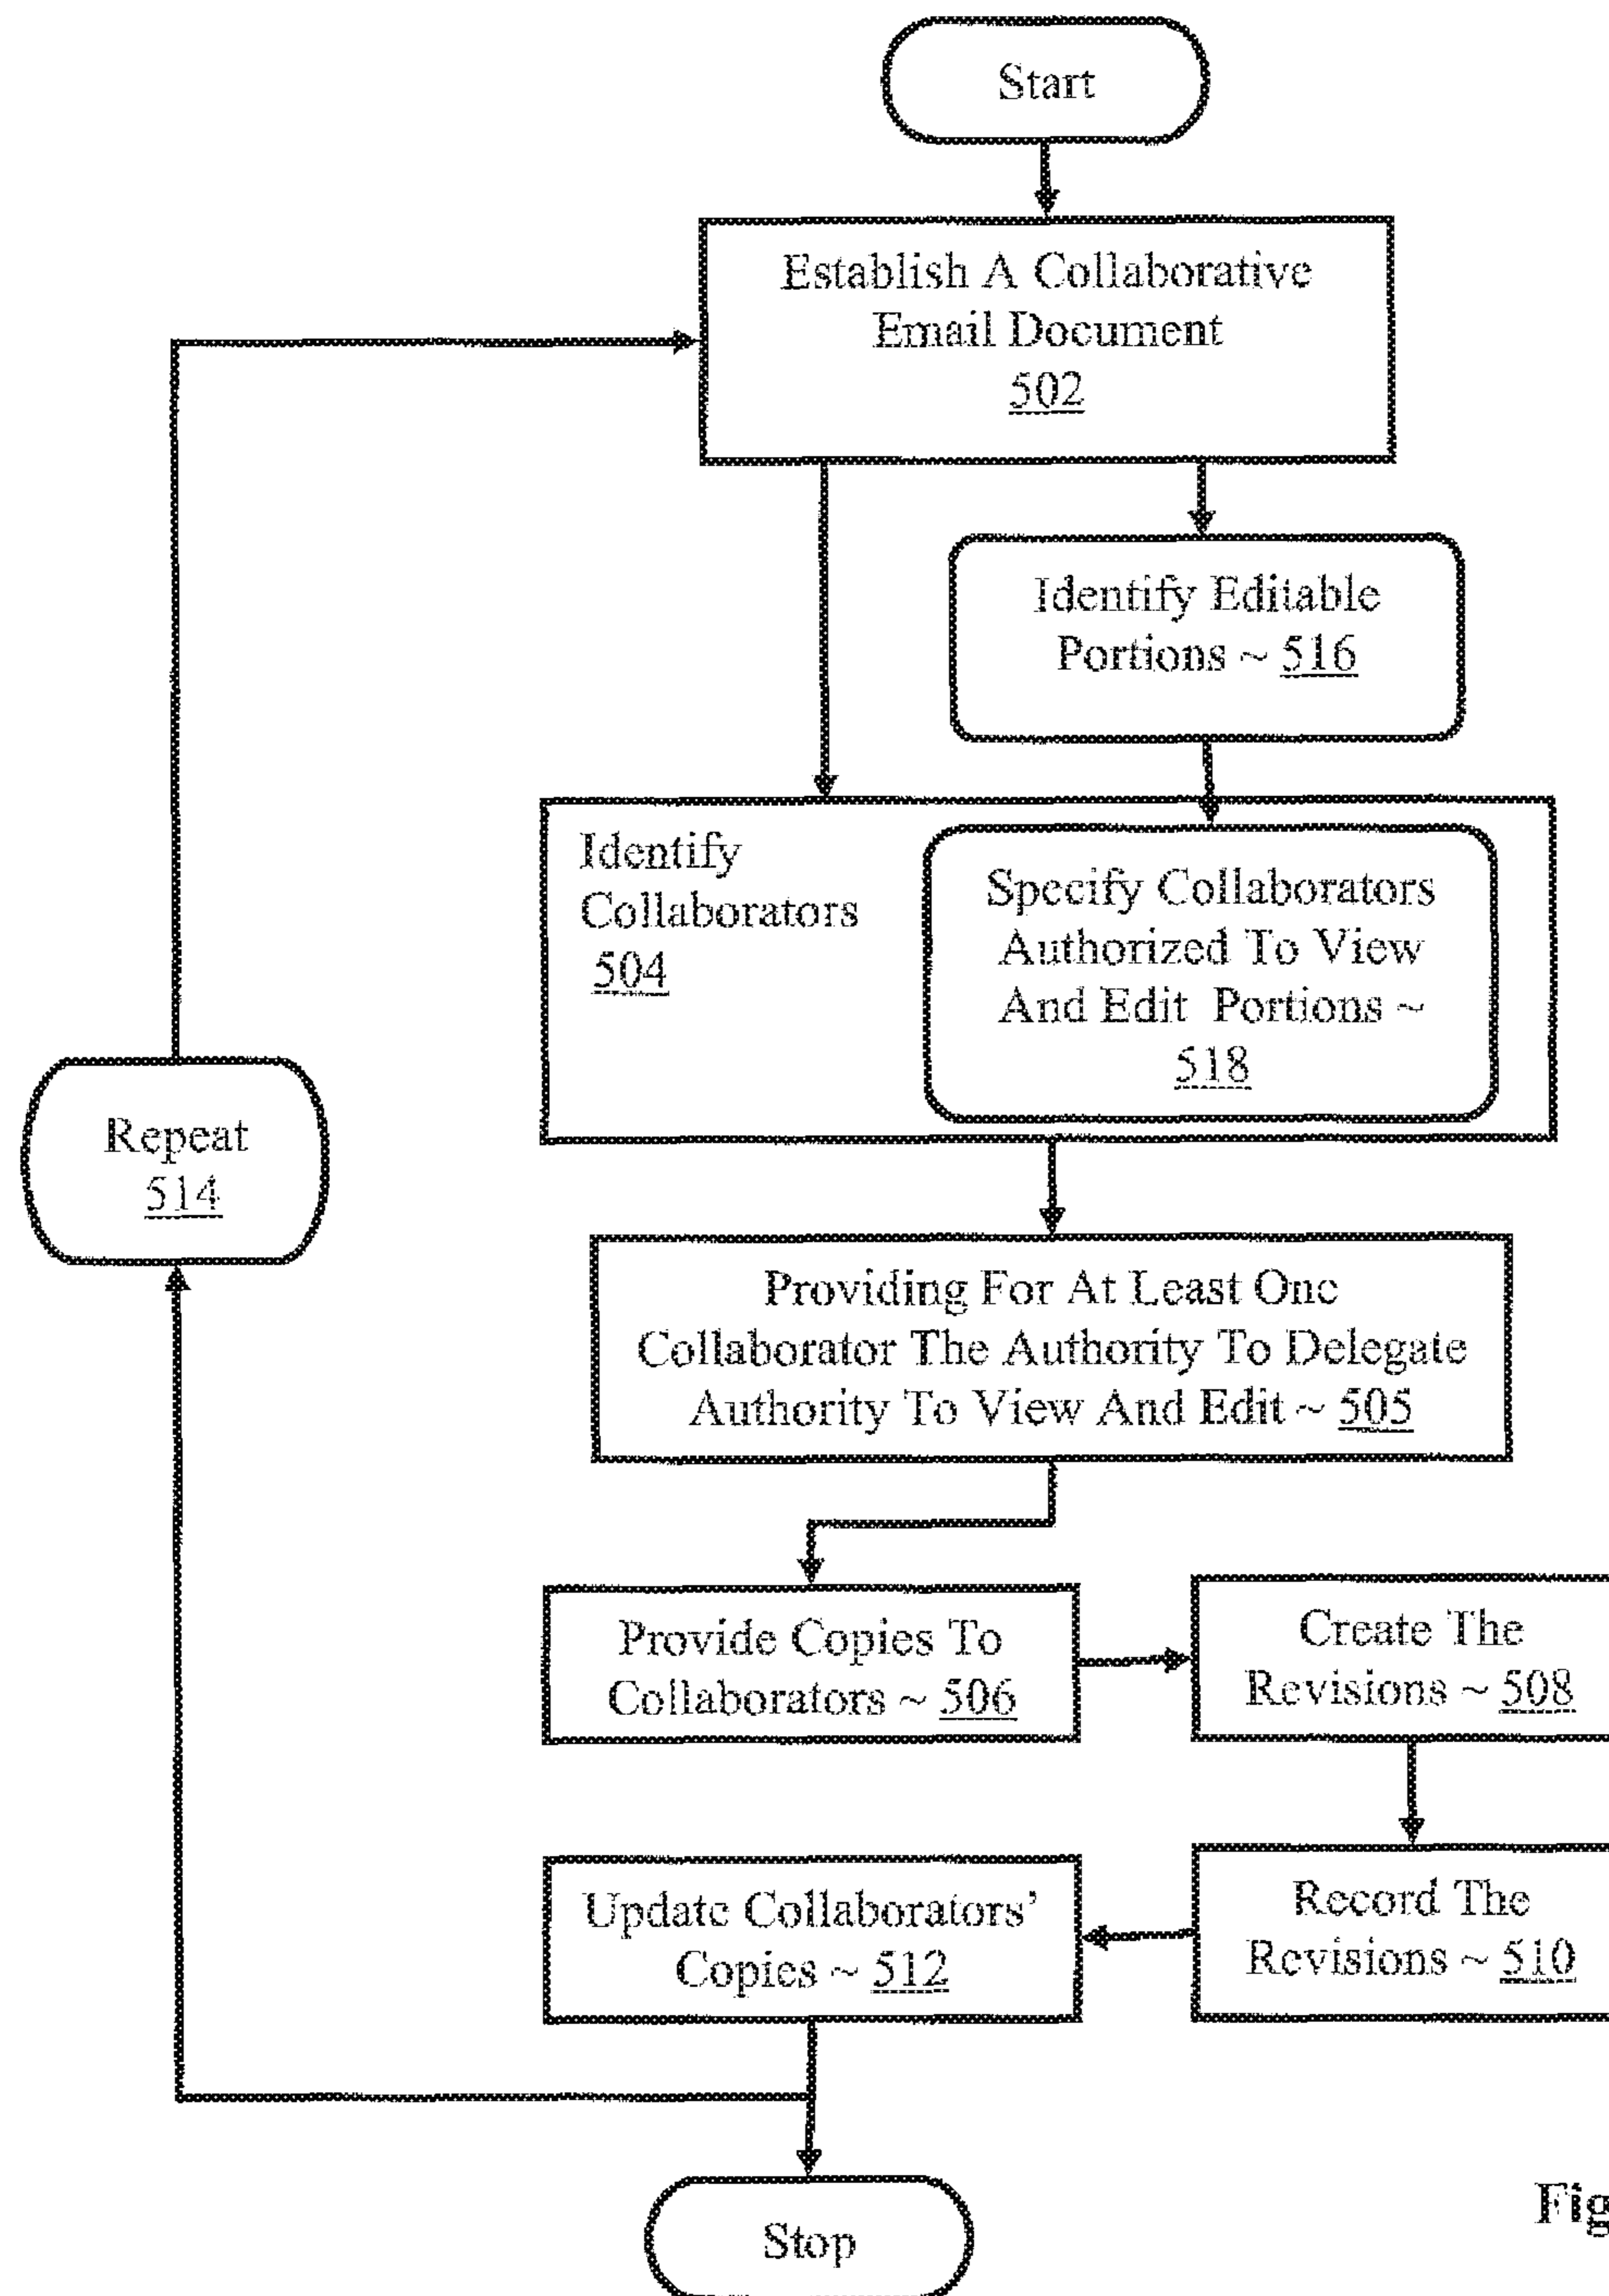 Start
Establish A Collaborative
Email Document
502
Identify Editable
Portions ~ 516
Identify
Collaborators
504
Specify Collaborators
Authorized To View
And Edit Portions ~
518
Repeat
514
Providing For At Least One
Collaborator The Authority To Delegate
Authority To View And Edit ~ 505
Provide Copies To
Collaborators ~ 506
Create The
Revisions ~ 508
Update Collaborators'
Copies ~ 512
Record The
Revisions ~ 510
Stop
Fig